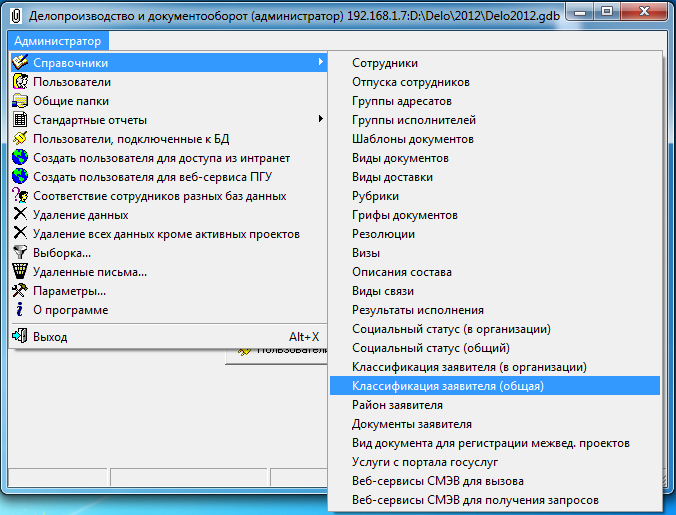 Делопроизводство и документооборот (администратор) 192.168.1.7:D:\Delo\2012\Delo2012.gdb
Администратор
Справочники
Пользователи
Общие папки
Стандартные отчеты
Пользователи, подключенные к БД
Создать пользователя для доступа из интранет
Создать пользователя для веб-сервиса ПГУ
Соответствие сотрудников разных баз данных
Удаление данных
Удаление всех данных кроме активных проектов
Выборка...
Удаленные письма...
Параметры...
О программе
Выход Alt+X
Пользователи
Сотрудники
Отпуска сотрудников
Группы адресатов
Группы исполнителей
Шаблоны документов
Виды документов
Виды доставки
Рубрики
Грифы документов
Резолюции
Визы
Описания состава
Виды связи
Результаты исполнения
Социальный статус (в организации)
Социальный статус (общий)
Классификация заявителя (в организации)
Классификация заявителя (общая)
Район заявителя
Документы заявителя
Вид документа для регистрации межвед. проектов
Услуги с портала госуслуг
Веб-сервисы СМЭВ для вызова
Веб-сервисы СМЭВ для получения запросов